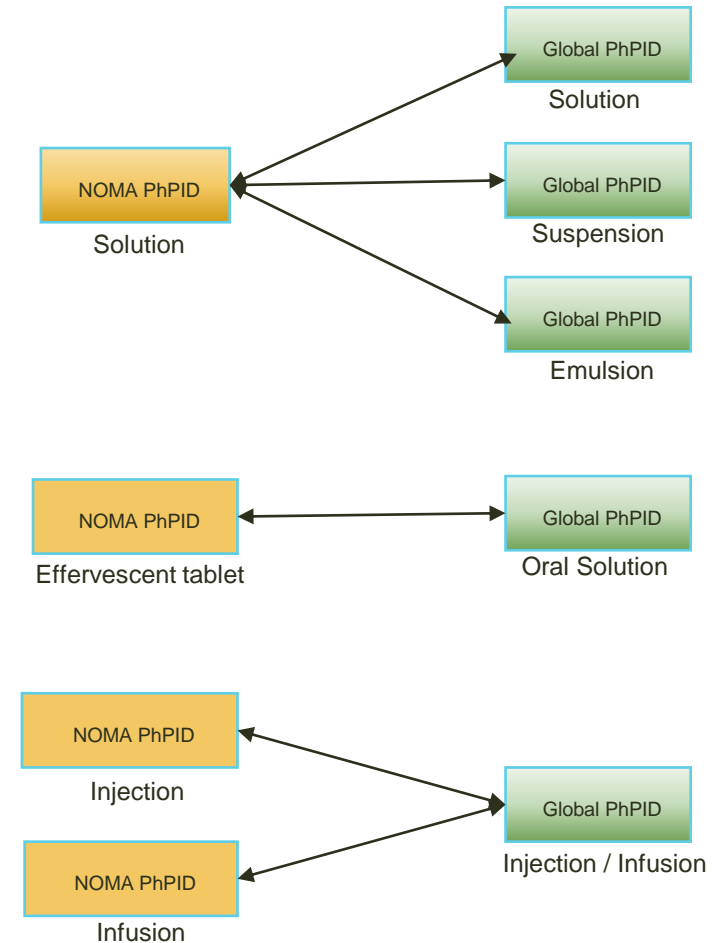 Global PhPID
Solution
NOMA PhPID
Solution
Global PhPID
Suspension
Global PhPID
Emulsion
NOMA PhPID
Effervescent tablet
Global PhPID
Oral Solution
NOMA PhPID
Injection
NOMA PhPID
Infusion
Global PhPID
Injection / Infusion